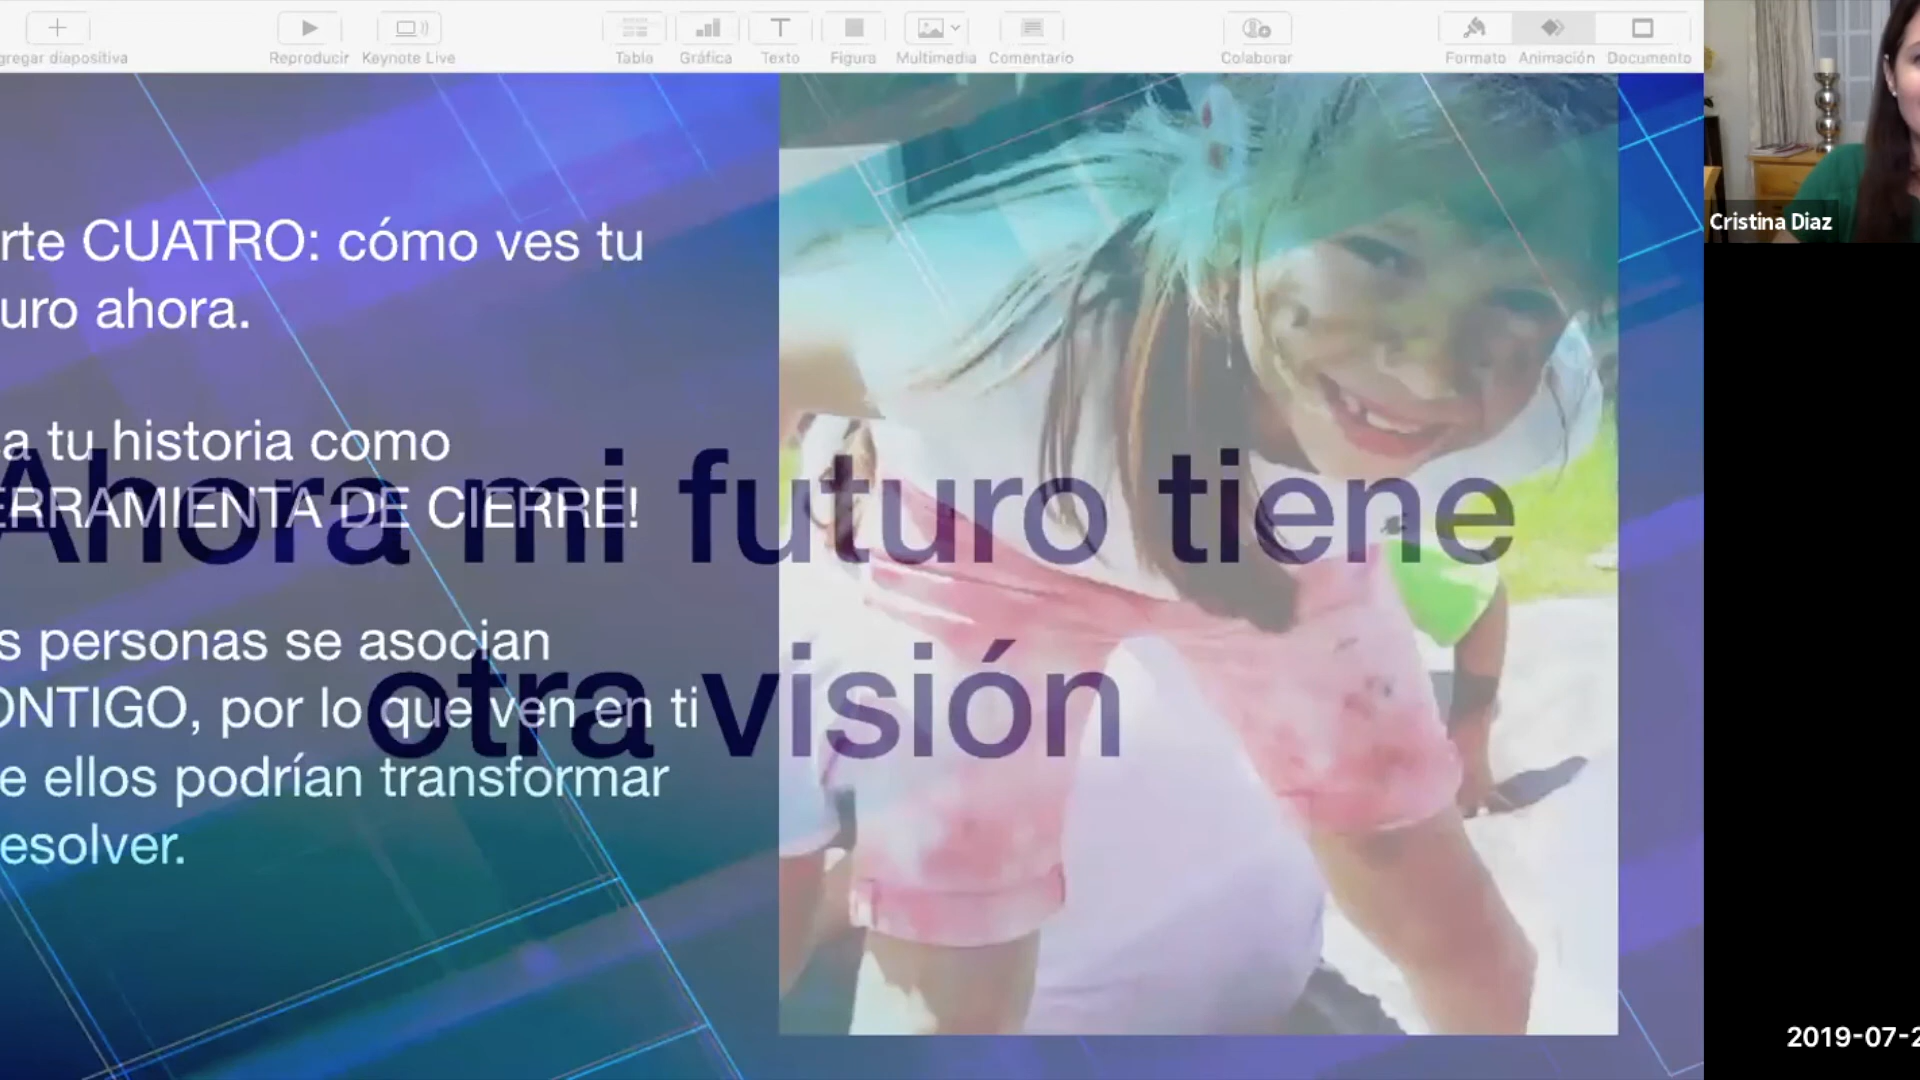 gregar diapositiva
Reproducir
Keynote Live
Tabla
Gráfica
Texto
Figura
Multimedia
Comentario
Colaborar
Formato
Animación
Documento
rte CUATRO: cómo ves tu
uro ahora.
a tu historia como
ERRAMIENTA DE CIERRE!
s personas se asocian
ONTIGO, por lo que ven en ti
e ellos podrían transformar
esolver.
Ahora mi futuro tiene
otra visión
Cristina Diaz
2019-07-2